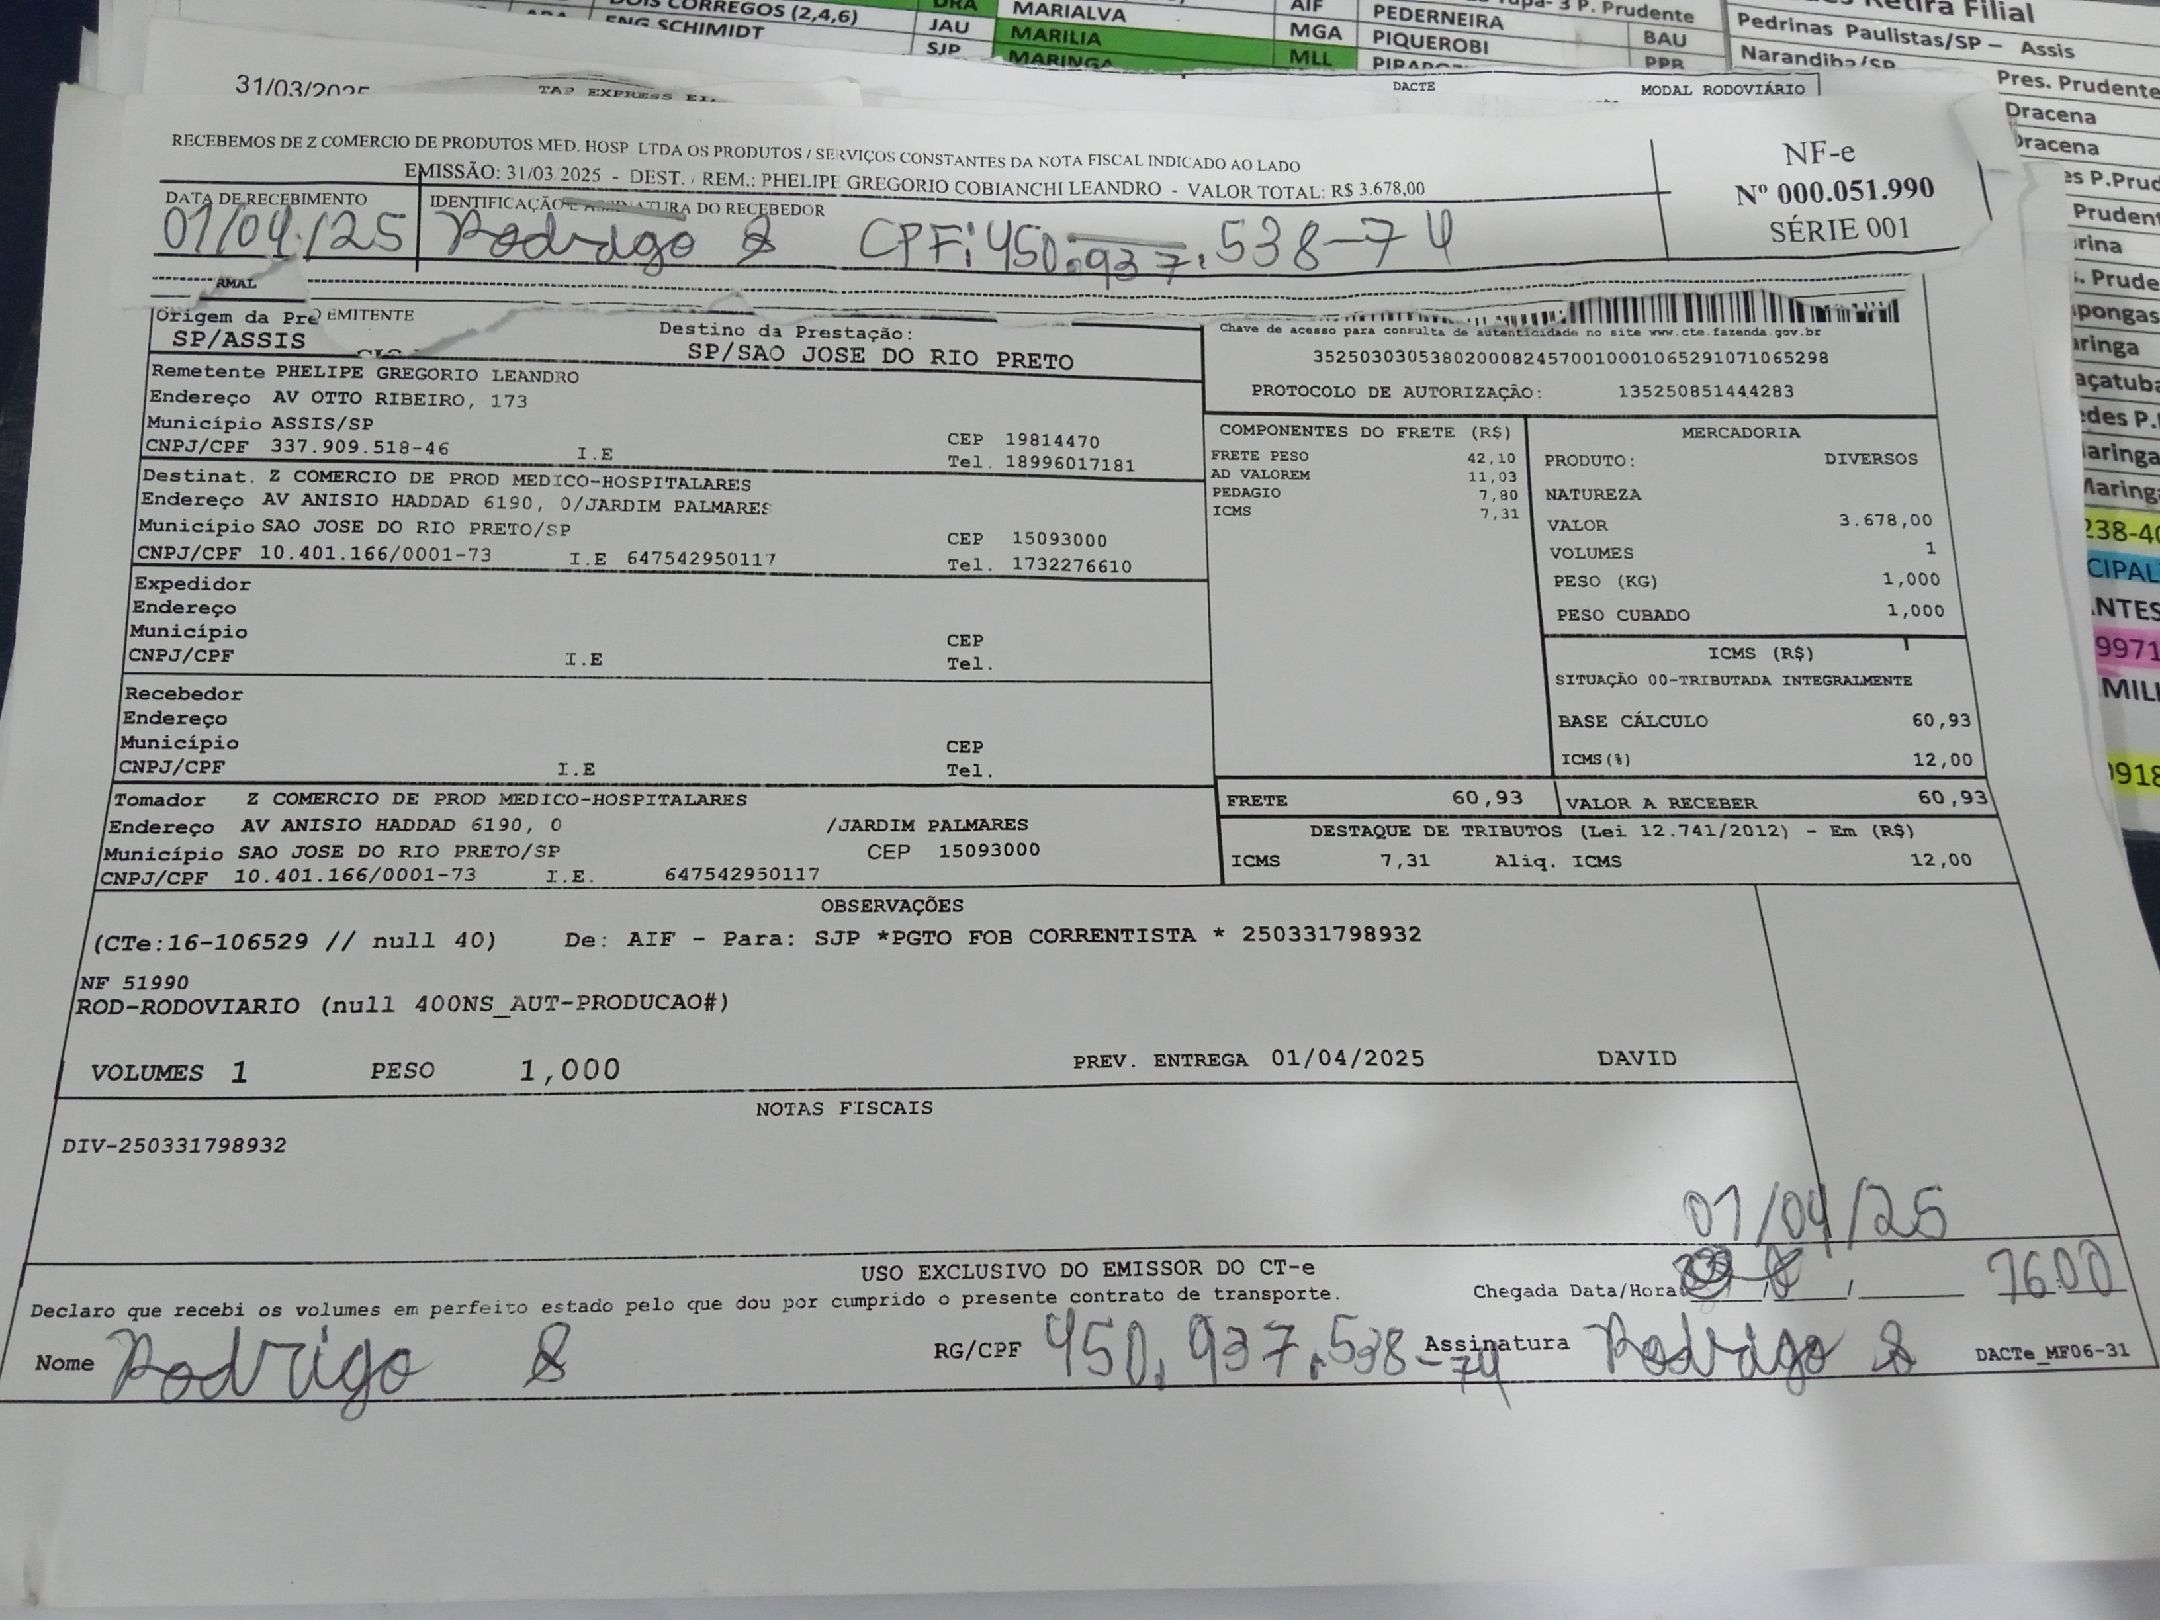 DOIS CORREGOS (2,4,6)
ENG SCHIMIDT
JAU
SJP
MARIALVA
MARILIA
MARINGA
AIF
MGA
MLL
PEDERNEIRA
PIQUEROBI
P. Prudente
BAU
PPR
Retira Filial
Pedrinas Paulistas/SP – Assis
Narandiba/SP
Pres. Prudente
Dracena
Dracena
31/03/2025
TAP EXPRESS
DACTE
MODAL RODOVIÁRIO
RECEBEMOS DE Z COMERCIO DE PRODUTOS MED. HOSP. LTDA OS PRODUTOS / SERVIÇOS CONSTANTES DA NOTA FISCAL INDICADO AO LADO
EMISSÃO: 31/03/2025 - DEST. / REM.: PHELIPE GREGORIO COBIANCHI LEANDRO - VALOR TOTAL: R$ 3.678,00
NF-e
Nº 000.051.990
SÉRIE 001
DATA DE RECEBIMENTO
IDENTIFICAÇÃO E ASSINATURA DO RECEBEDOR
01/04/25
Rodrigo S CPF: 450.937.538-74
RMAL
EMITENTE
Origem da Pre
SP/ASSIS
Destino da Prestação:
SP/SAO JOSE DO RIO PRETO
Chave de acesso para consulta de autenticidade no site www.cte.fazenda.gov.br
35250303053802000824570010001065291071065298
PROTOCOLO DE AUTORIZAÇÃO: 135250851444283
Remetente PHELIPE GREGORIO LEANDRO
Endereço AV OTTO RIBEIRO, 173
Município ASSIS/SP
CEP 19814470
CNPJ/CPF 337.909.518-46 I.E
Tel. 18996017181
Destinat. Z COMERCIO DE PROD MEDICO-HOSPITALARES
Endereço AV ANISIO HADDAD 6190, 0/JARDIM PALMARES
Município SAO JOSE DO RIO PRETO/SP
CEP 15093000
CNPJ/CPF 10.401.166/0001-73 I.E 647542950117
Tel. 1732276610
Expedidor
Endereço
Município
CEP
CNPJ/CPF I.E
Tel.
Recebedor
Endereço
Município
CEP
CNPJ/CPF I.E
Tel.
Tomador Z COMERCIO DE PROD MEDICO-HOSPITALARES
Endereço AV ANISIO HADDAD 6190, 0 /JARDIM PALMARES
Município SAO JOSE DO RIO PRETO/SP CEP 15093000
CNPJ/CPF 10.401.166/0001-73 I.E. 647542950117
COMPONENTES DO FRETE (R$)
FRETE PESO 42,10
AD VALOREM 11,03
PEDAGIO 7,80
ICMS 7,31
MERCADORIA
PRODUTO: DIVERSOS
NATUREZA
VALOR 3.678,00
VOLUMES 1
PESO (KG) 1,000
PESO CUBADO 1,000
ICMS (R$)
SITUAÇÃO 00-TRIBUTADA INTEGRALMENTE
BASE CÁLCULO 60,93
ICMS(%) 12,00
FRETE 60,93
VALOR A RECEBER 60,93
DESTAQUE DE TRIBUTOS (Lei 12.741/2012) - Em (R$)
ICMS 7,31 Aliq. ICMS 12,00
OBSERVAÇÕES
(CTe:16-106529 // null 40) De: AIF - Para: SJP *PGTO FOB CORRENTISTA * 250331798932
NF 51990
ROD-RODOVIARIO (null 400NS_AUT-PRODUCAO#)
VOLUMES 1 PESO 1,000 PREV. ENTREGA 01/04/2025 DAVID
NOTAS FISCAIS
DIV-250331798932
01/04/25
USO EXCLUSIVO DO EMISSOR DO CT-e
Chegada Data/Hora / / 16:00
Declaro que recebi os volumes em perfeito estado pelo que dou por cumprido o presente contrato de transporte.
Nome Rodrigo S RG/CPF 450.937.538-74 Assinatura Rodrigo S DACTe_MF06-31